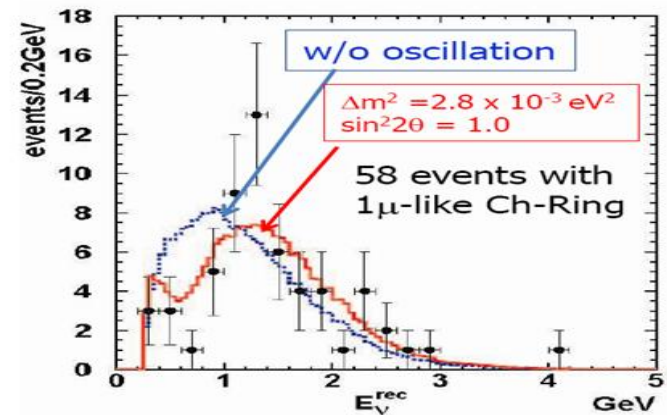 18
16
14
12
10
8
6
4
2
0
events/0.2GeV
w/o oscillation
Δm² =2.8 x 10⁻³ eV²
sin²2θ = 1.0
58 events with
1μ-like Ch-Ring
0 1 2 3 4 5
E_ν^rec GeV